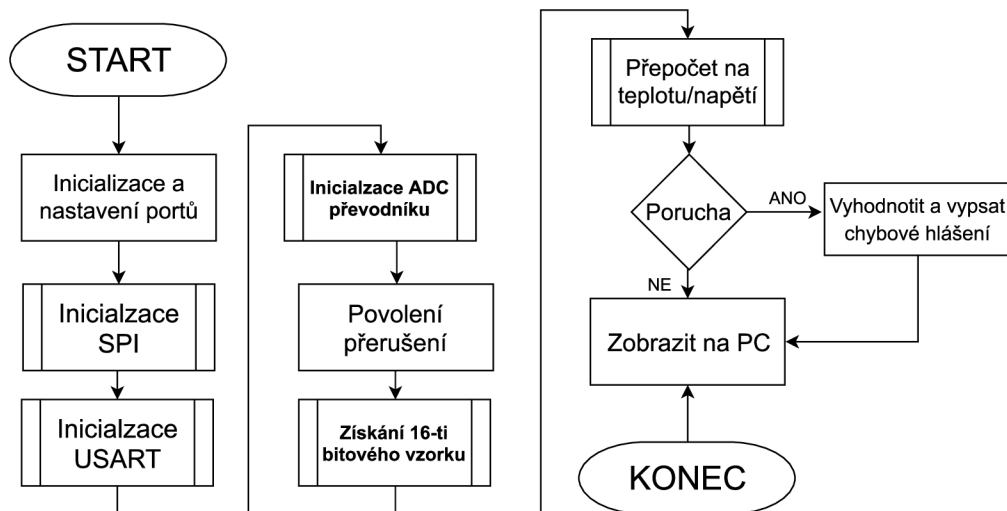 START
Inicializace a
nastavení portů
Inicialzace
SPI
Inicialzace
USART
Inicialzace ADC
převodníku
Povolení
přerušení
Získání 16-ti
bitového vzorku
Přepočet na
teplotu/napětí
Porucha
ANO
Vyhodnotit a vypsat
chybové hlášení
NE
Zobrazit na PC
KONEC